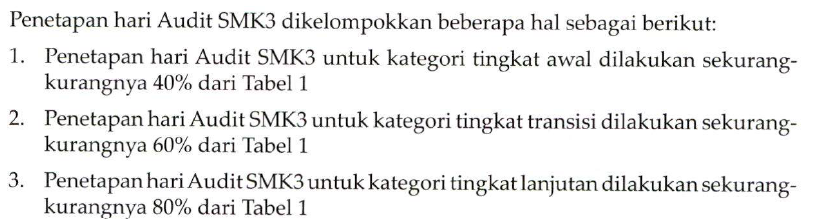 Penetapan hari Audit SMK3 dikelompokkan beberapa hal sebagai berikut:
1. Penetapan hari Audit SMK3 untuk kategori tingkat awal dilakukan sekurang-
kurangnya 40% dari Tabel 1
2. Penetapan hari Audit SMK3 untuk kategori tingkat transisi dilakukan sekurang-
kurangnya 60% dari Tabel 1
3. Penetapan hari Audit SMK3 untuk kategori tingkat lanjutan dilakukan sekurang-
kurangnya 80% dari Tabel 1